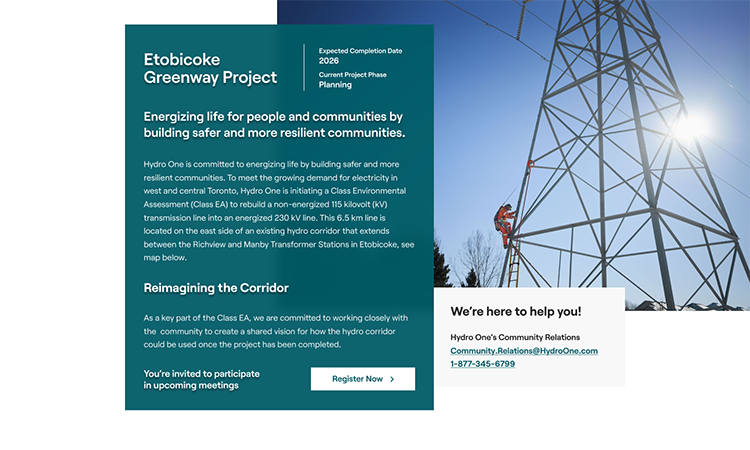 Etobicoke
Greenway Project
Expected Completion Date
2026
Current Project Phase
Planning
Energizing life for people and communities by
building safer and more resilient communities.
Hydro One is committed to energizing life by building safer and more
resilient communities. To meet the growing demand for electricity in
west and central Toronto, Hydro One is initiating a Class Environmental
Assessment (Class EA) to rebuild a non-energized 115 kilovolt (kV)
transmission line into an energized 230 kV line. This 6.5 km line is
located on the east side of an existing hydro corridor that extends
between the Richview and Manby Transformer Stations in Etobicoke, see
map below.
Reimagining the Corridor
As a key part of the Class EA, we are committed to working closely with
the community to create a shared vision for how the hydro corridor
could be used once the project has been completed.
You're invited to participate
in upcoming meetings
Register Now >
We're here to help you!
Hydro One's Community Relations
Community.Relations@HydroOne.com
1-877-345-6799